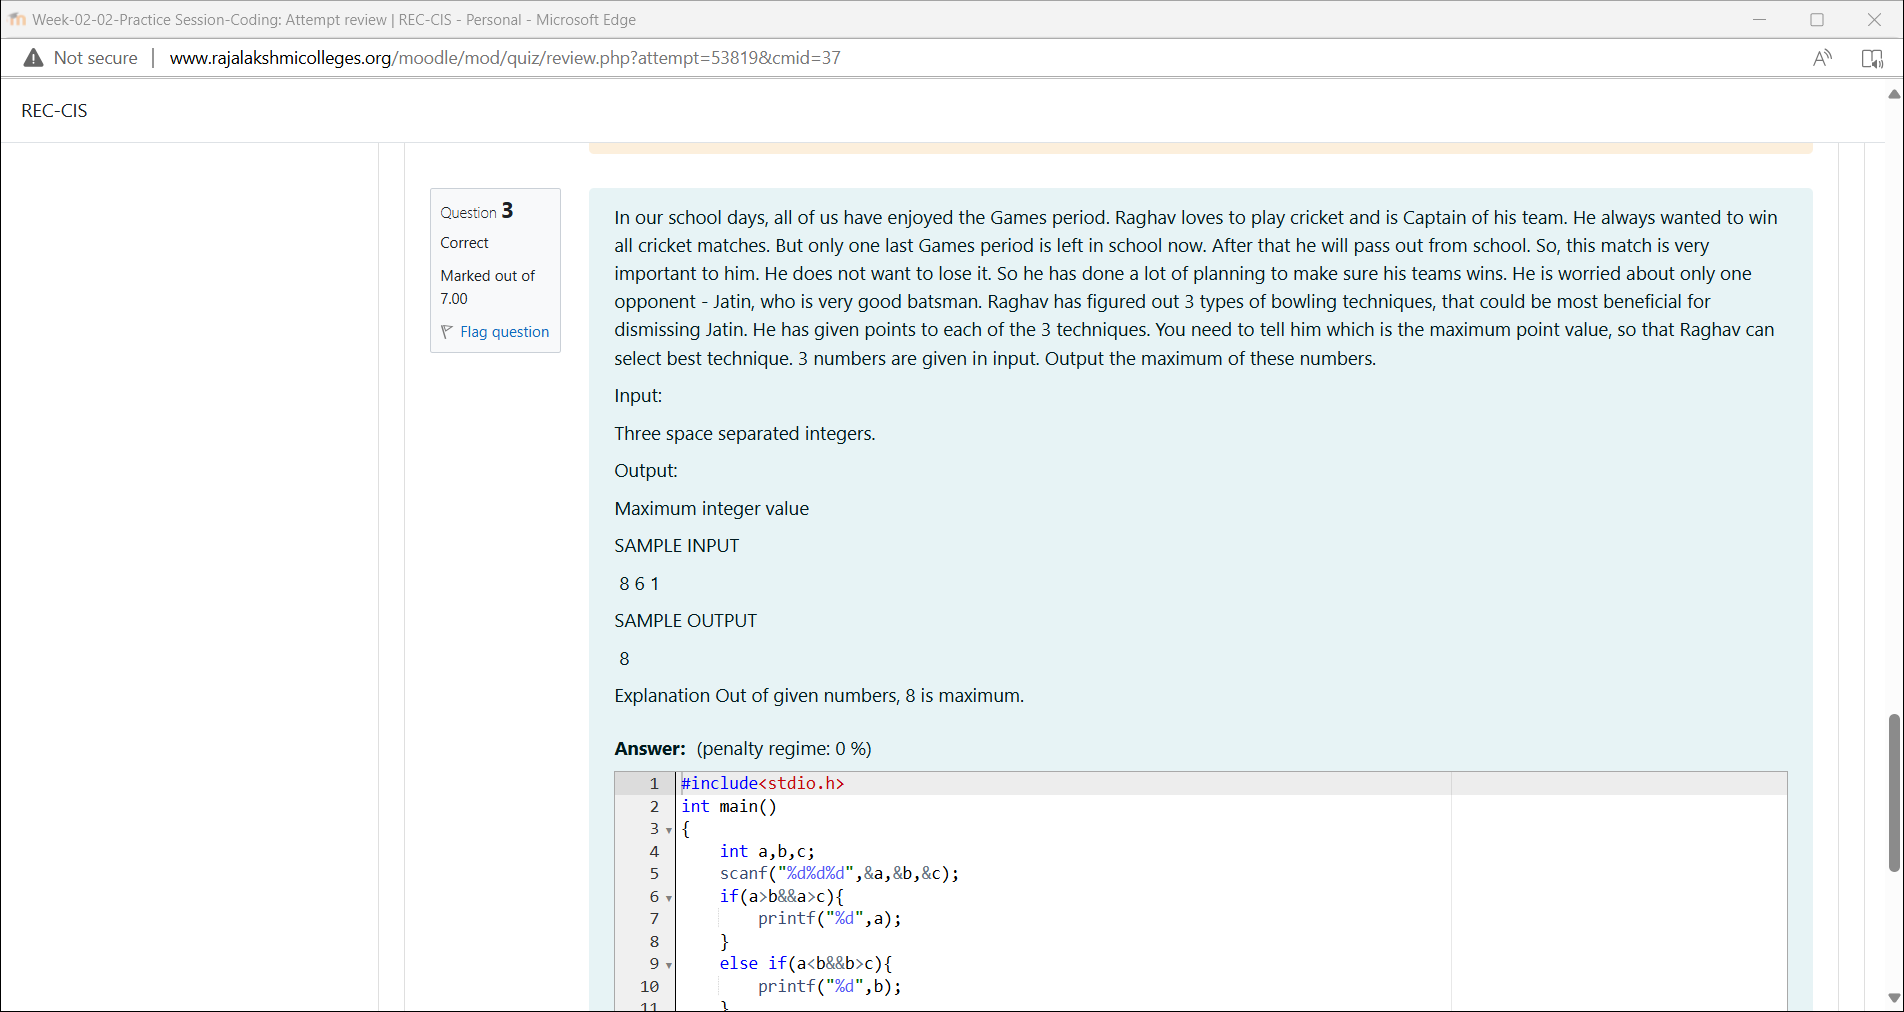 Week-02-02-Practice Session-Coding: Attempt review | REC-CIS - Personal - Microsoft Edge
Not secure | www.rajalakshmicolleges.org/moodle/mod/quiz/review.php?attempt=53819&cmid=37
REC-CIS
Question 3
Correct
Marked out of
7.00
Flag question
In our school days, all of us have enjoyed the Games period. Raghav loves to play cricket and is Captain of his team. He always wanted to win
all cricket matches. But only one last Games period is left in school now. After that he will pass out from school. So, this match is very
important to him. He does not want to lose it. So he has done a lot of planning to make sure his teams wins. He is worried about only one
opponent - Jatin, who is very good batsman. Raghav has figured out 3 types of bowling techniques, that could be most beneficial for
dismissing Jatin. He has given points to each of the 3 techniques. You need to tell him which is the maximum point value, so that Raghav can
select best technique. 3 numbers are given in input. Output the maximum of these numbers.
Input:
Three space separated integers.
Output:
Maximum integer value
SAMPLE INPUT
8 6 1
SAMPLE OUTPUT
8
Explanation Out of given numbers, 8 is maximum.
Answer: (penalty regime: 0 %)
1 #include<stdio.h>
2 int main()
3 {
4 int a,b,c;
5 scanf("%d%d%d",&a,&b,&c);
6 if(a>b&&a>c){
7 printf("%d",a);
8 }
9 else if(a<b&&b>c){
10 printf("%d",b);
11 }